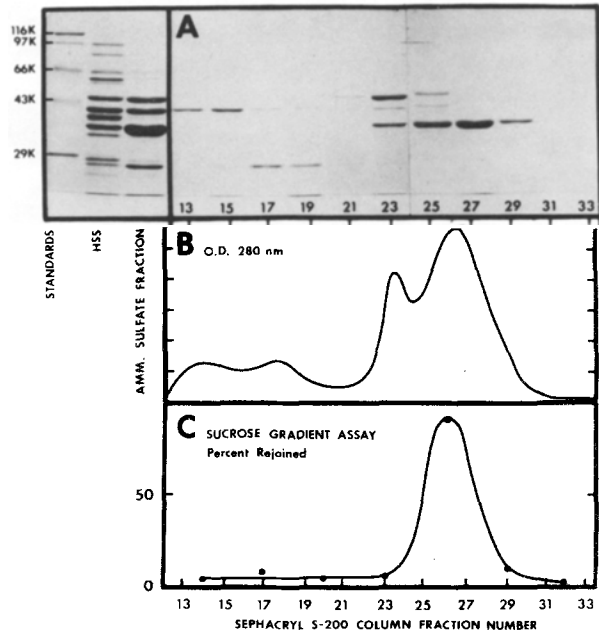 116K
97K
66K
43K
29K
A
13 15 17 19 21 23 25 27 29 31 33
STANDARDS
HSS
AMM. SULFATE FRACTION
B O.D. 280 nm
C SUCROSE GRADIENT ASSAY
Percent Rejoined
50
0
13 15 17 19 21 23 25 27 29 31 33
SEPHACRYL S-200 COLUMN FRACTION NUMBER